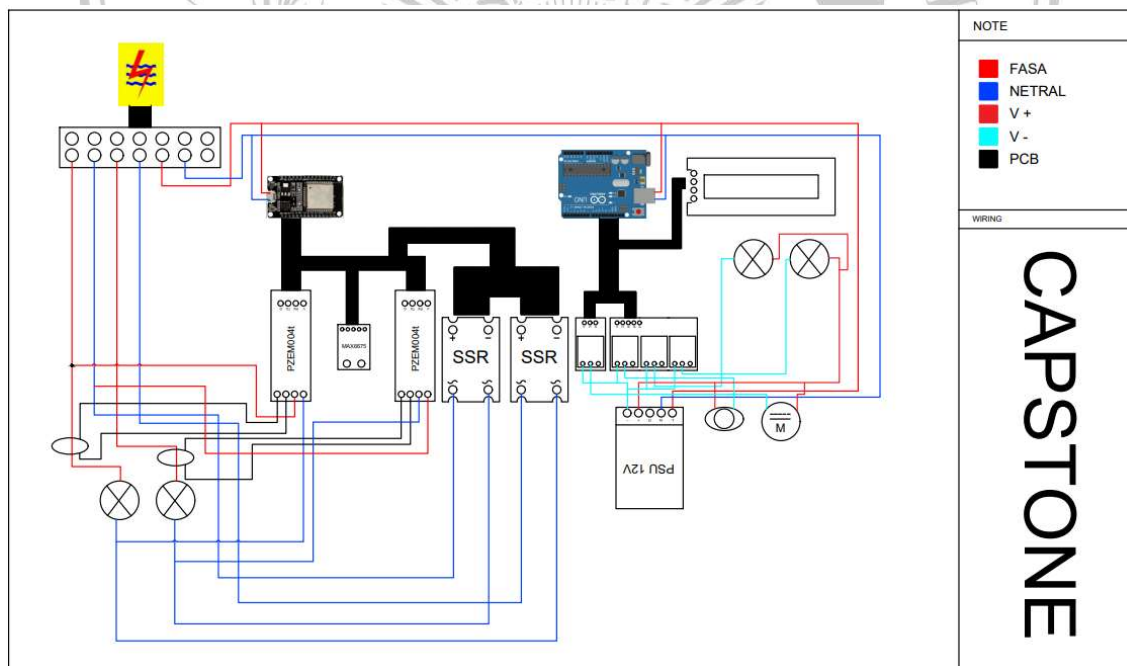 NOTE
FASA
NETRAL
V +
V -
PCB
WIRING
CAPSTONE
PZEM004t
MAX6675
PZEM004t
+
-
SSR
+
-
SSR
UNO
M
PSU 12V